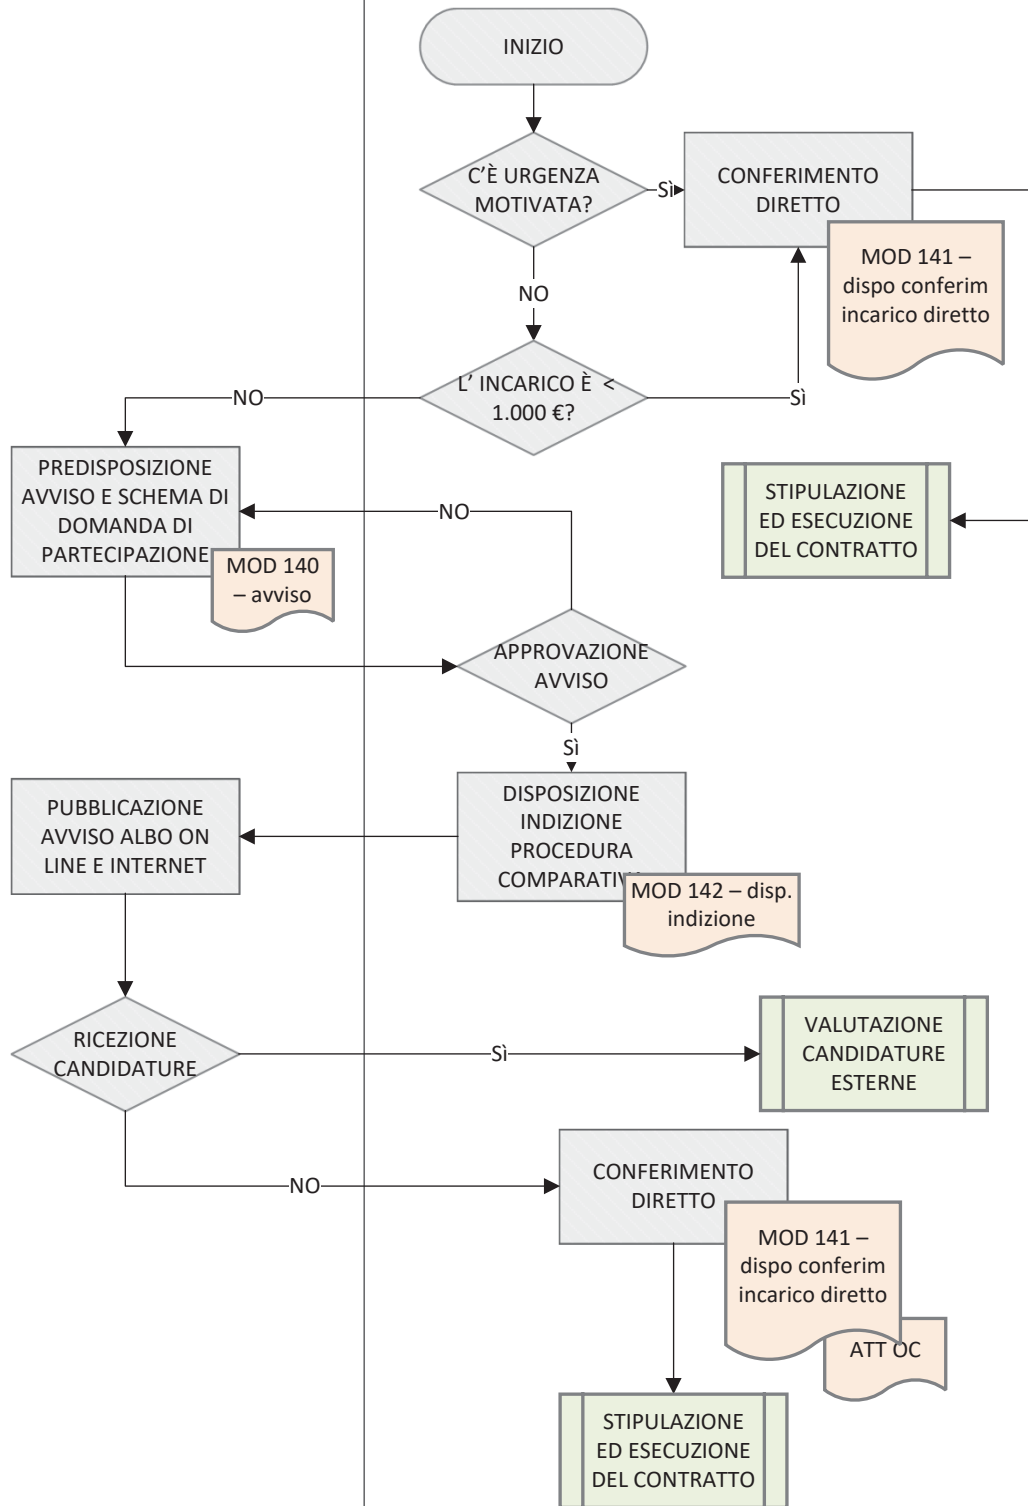 INIZIO
C'È URGENZA
MOTIVATA?
Sì
CONFERIMENTO
DIRETTO
MOD 141 –
dispo conferim
incarico diretto
NO
L' INCARICO È <
1.000 €?
NO
Sì
PREDISPOSIZIONE
AVVISO E SCHEMA DI
DOMANDA DI
PARTECIPAZIONE
MOD 140
– avviso
NO
STIPULAZIONE
ED ESECUZIONE
DEL CONTRATTO
APPROVAZIONE
AVVISO
Sì
PUBBLICAZIONE
AVVISO ALBO ON
LINE E INTERNET
DISPOSIZIONE
INDIZIONE
PROCEDURA
COMPARATIVA
MOD 142 – disp.
indizione
RICEZIONE
CANDIDATURE
Sì
VALUTAZIONE
CANDIDATURE
ESTERNE
NO
CONFERIMENTO
DIRETTO
MOD 141 –
dispo conferim
incarico diretto
ATT OC
STIPULAZIONE
ED ESECUZIONE
DEL CONTRATTO